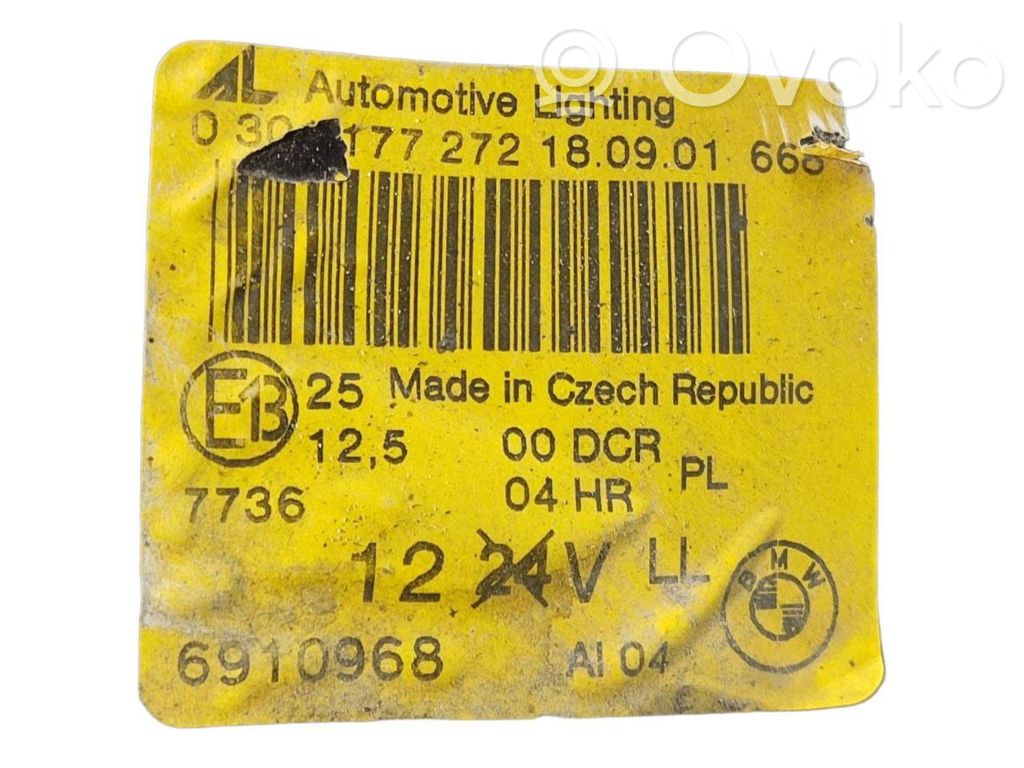 Ovoko
AL Automotive Lighting
0 30 177 272 18.09.01 668
E13 25 Made in Czech Republic
12,5 00 DCR PL
7736 04 HR
12 24V LL BMW
6910968 AI 04